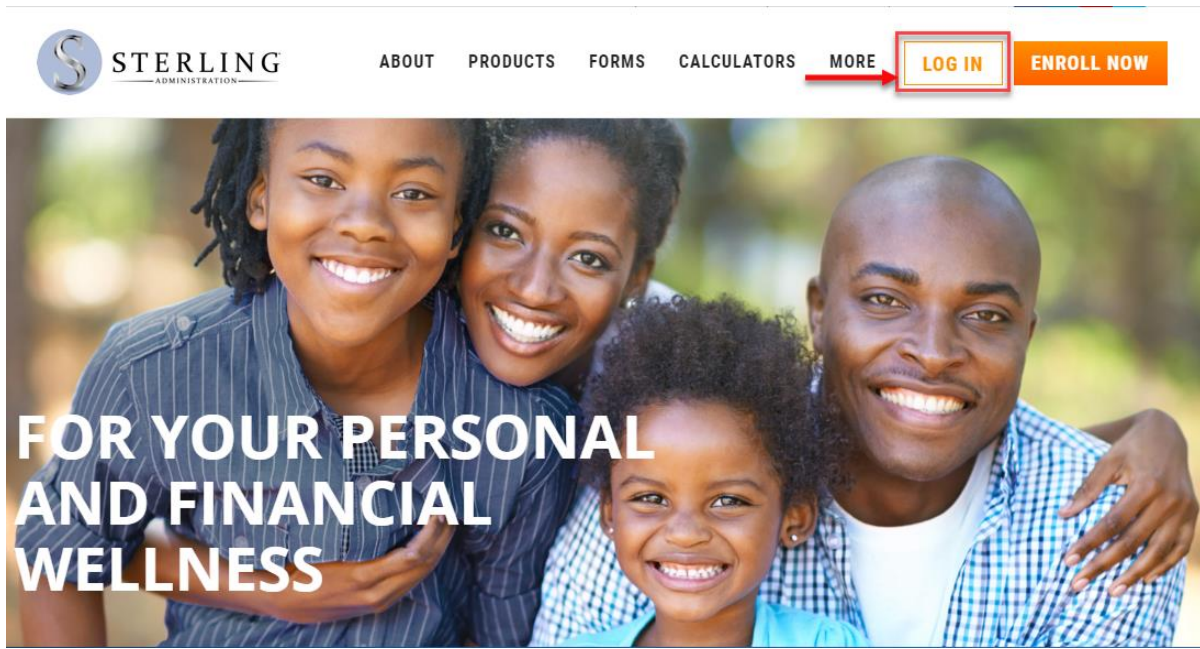 STERLING
ADMINISTRATION
ABOUT PRODUCTS FORMS CALCULATORS MORE LOG IN ENROLL NOW
FOR YOUR PERSONAL
AND FINANCIAL
WELLNESS